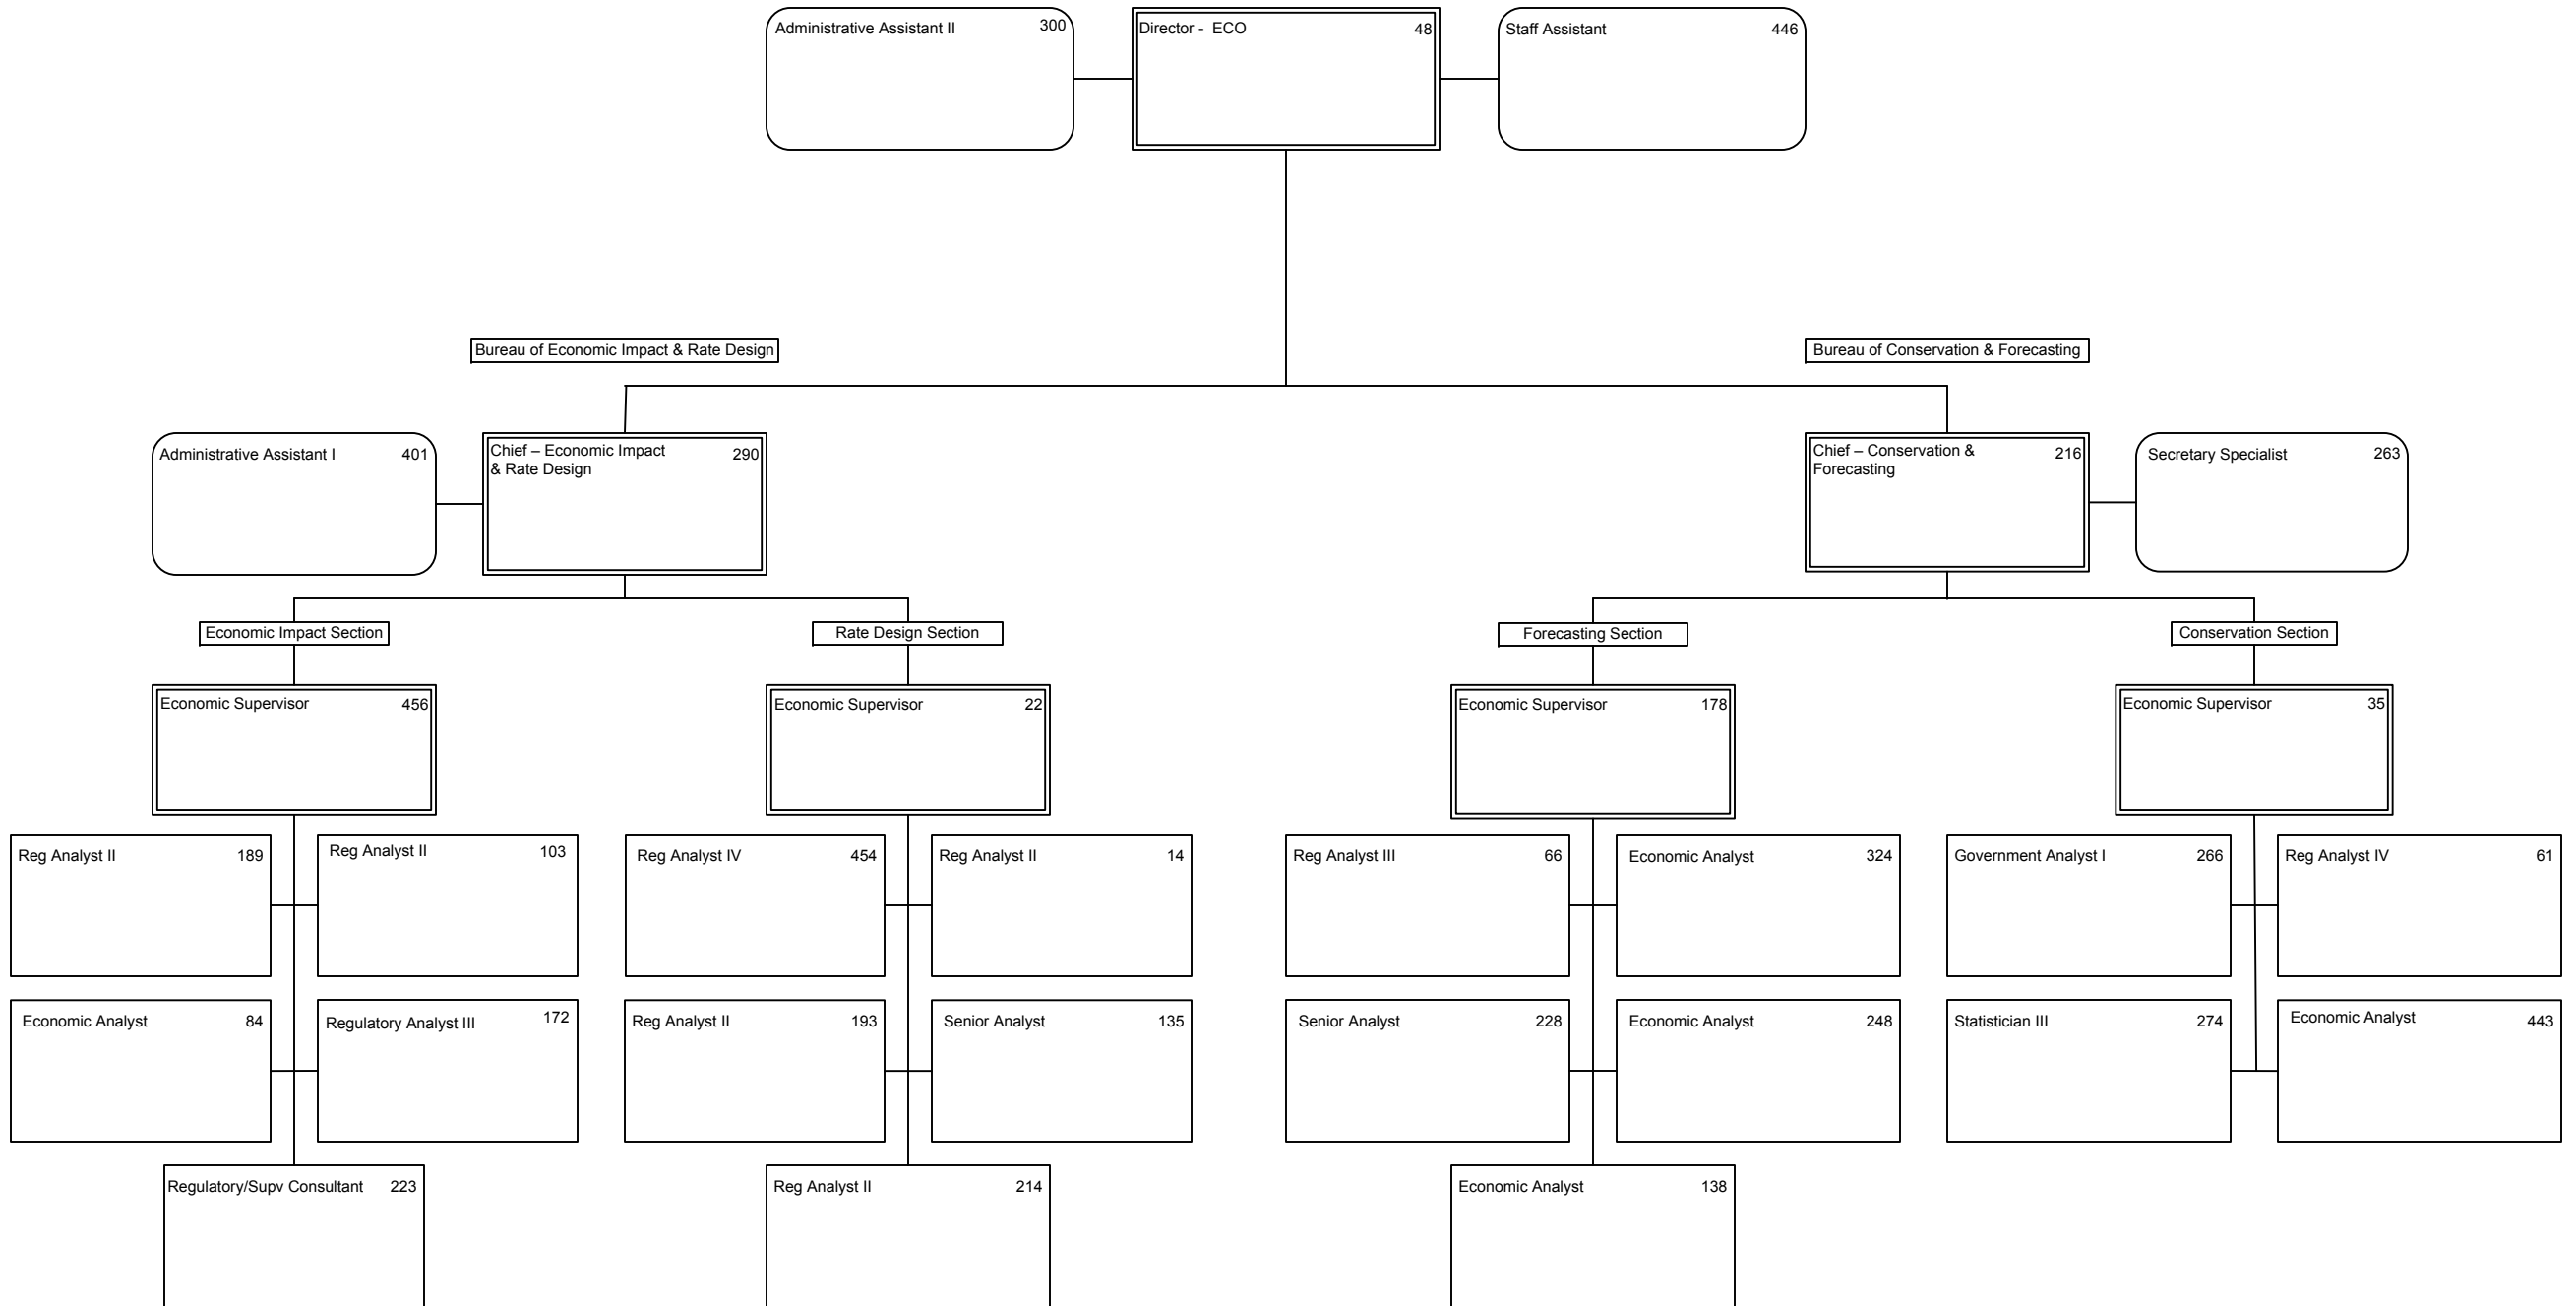 Administrative Assistant II 300
Director - ECO 48
Staff Assistant 446
Bureau of Economic Impact & Rate Design
Bureau of Conservation & Forecasting
Administrative Assistant I 401
Chief – Economic Impact 290
& Rate Design
Chief – Conservation & 216
Forecasting
Secretary Specialist 263
Economic Impact Section
Rate Design Section
Forecasting Section
Conservation Section
Economic Supervisor 456
Economic Supervisor 22
Economic Supervisor 178
Economic Supervisor 35
Reg Analyst II 189
Reg Analyst II 103
Reg Analyst IV 454
Reg Analyst II 14
Reg Analyst III 66
Economic Analyst 324
Government Analyst I 266
Reg Analyst IV 61
Economic Analyst 84
Regulatory Analyst III 172
Reg Analyst II 193
Senior Analyst 135
Senior Analyst 228
Economic Analyst 248
Statistician III 274
Economic Analyst 443
Regulatory/Supv Consultant 223
Reg Analyst II 214
Economic Analyst 138